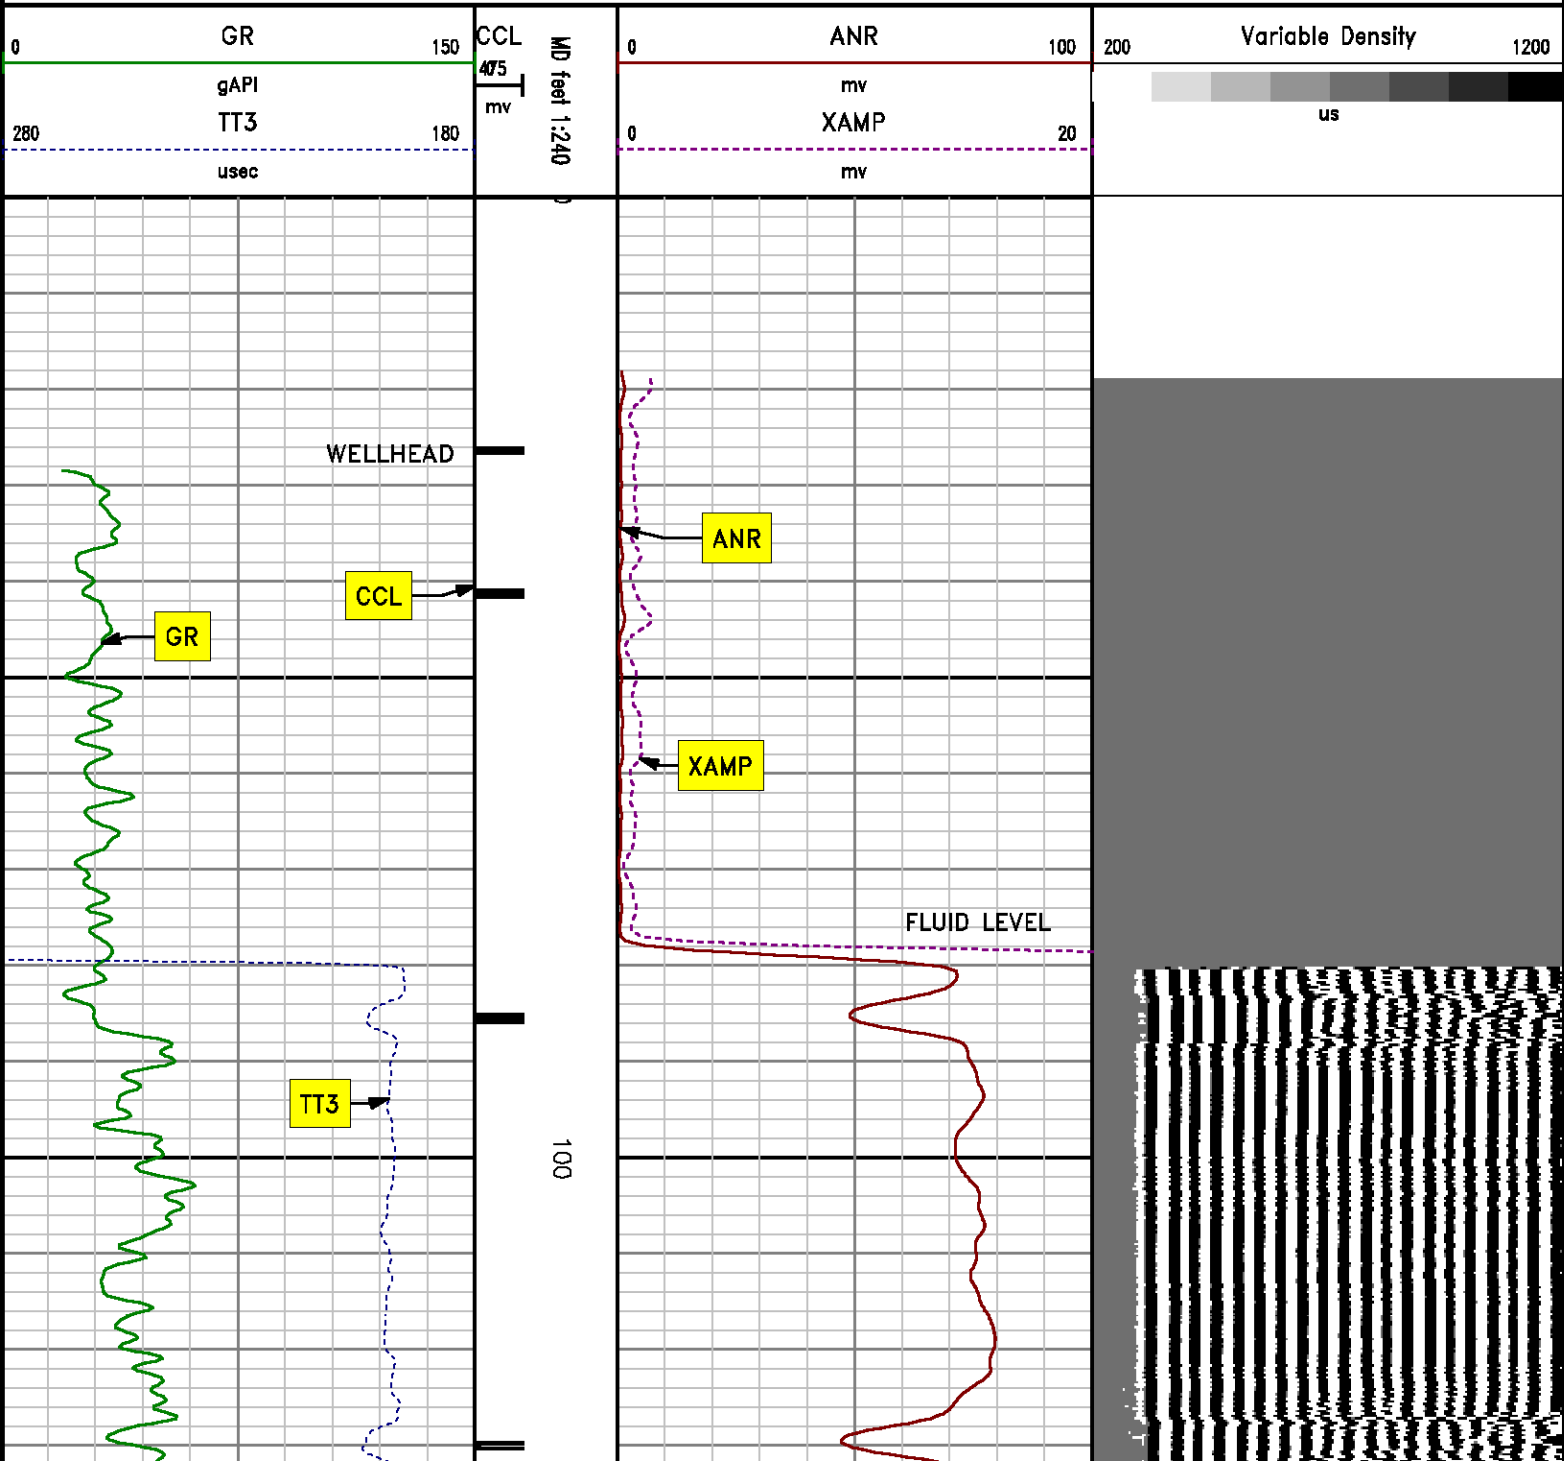 GR
0 150
gAPI
TT3
280 180
usec
CCL
mv
MD feet 1:240
ANR
0 100
mv
XAMP
0 20
mv
Variable Density
200 1200
us
0
WELLHEAD
ANR
CCL
GR
XAMP
FLUID LEVEL
TT3
100